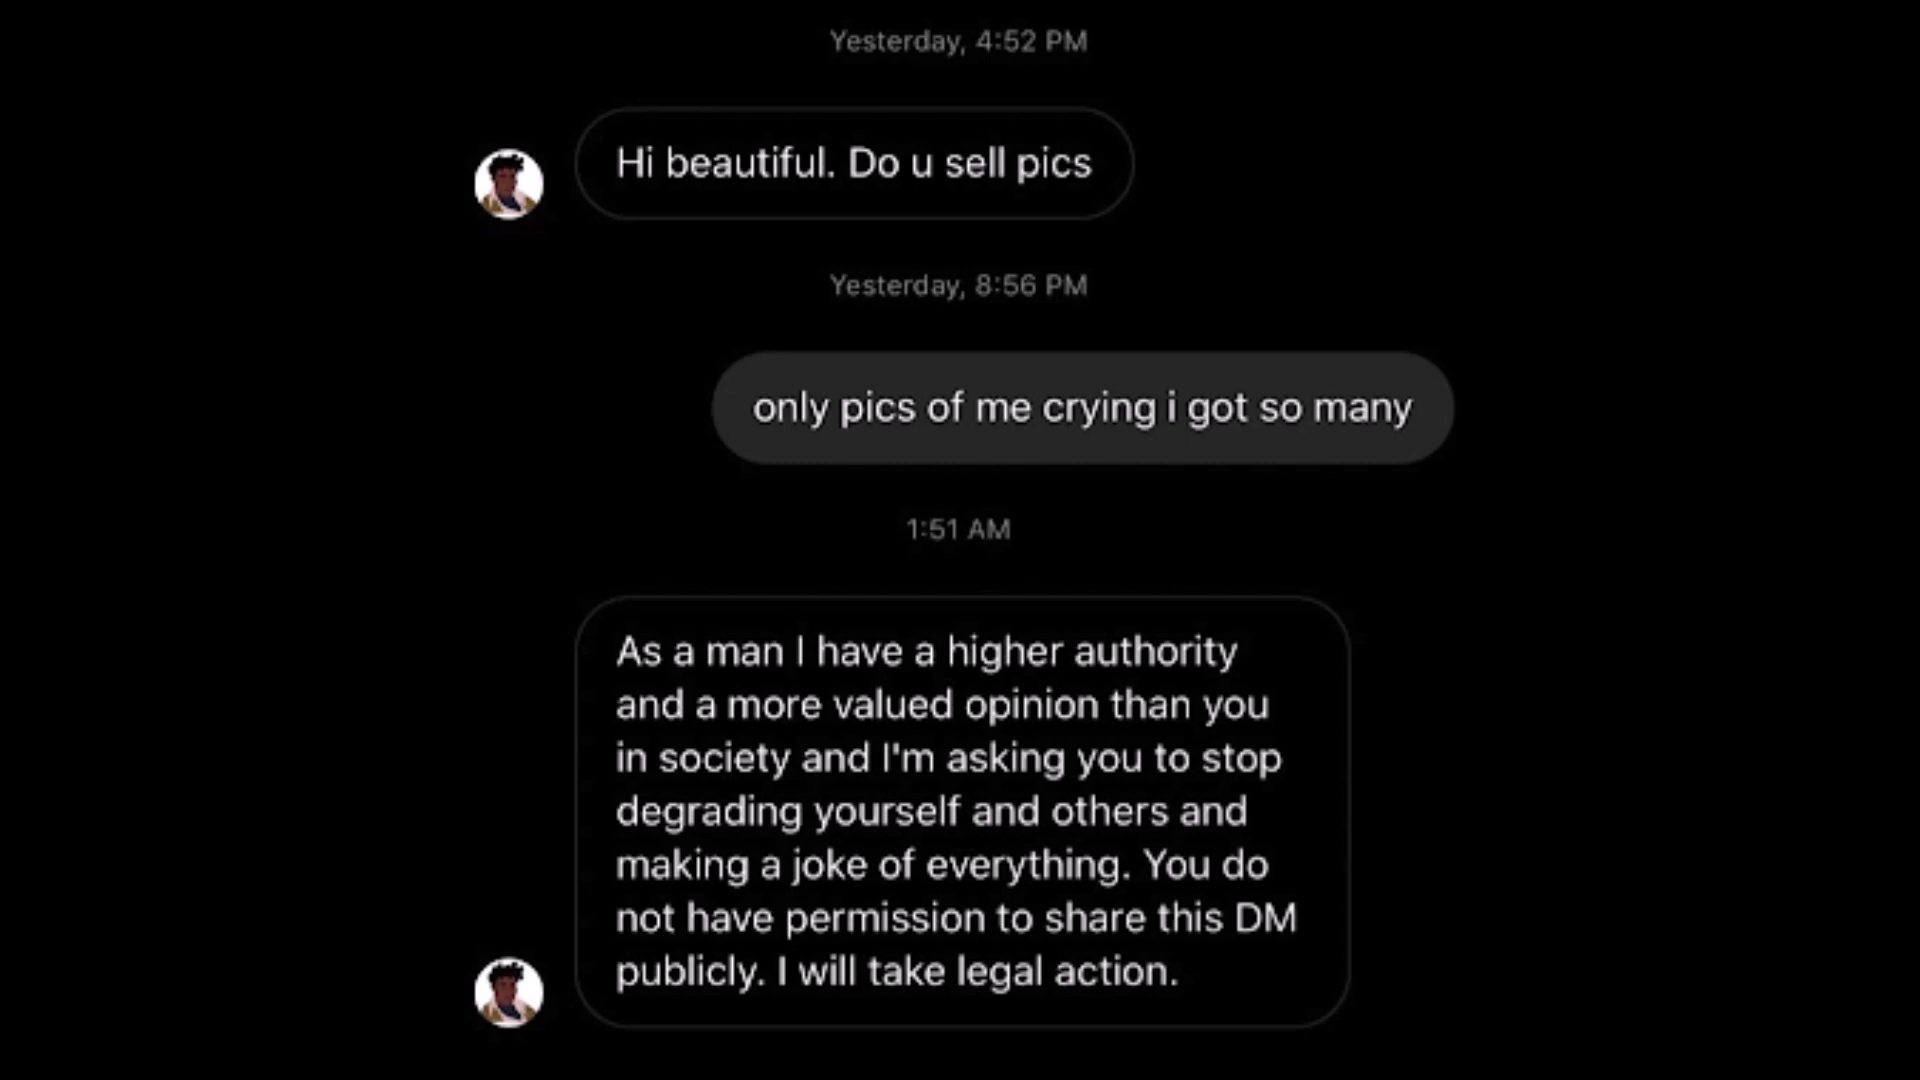 Yesterday, 4:52 PM
Hi beautiful. Do u sell pics
Yesterday, 8:56 PM
only pics of me crying i got so many
1:51 AM
As a man I have a higher authority
and a more valued opinion than you
in society and I'm asking you to stop
degrading yourself and others and
making a joke of everything. You do
not have permission to share this DM
publicly. I will take legal action.